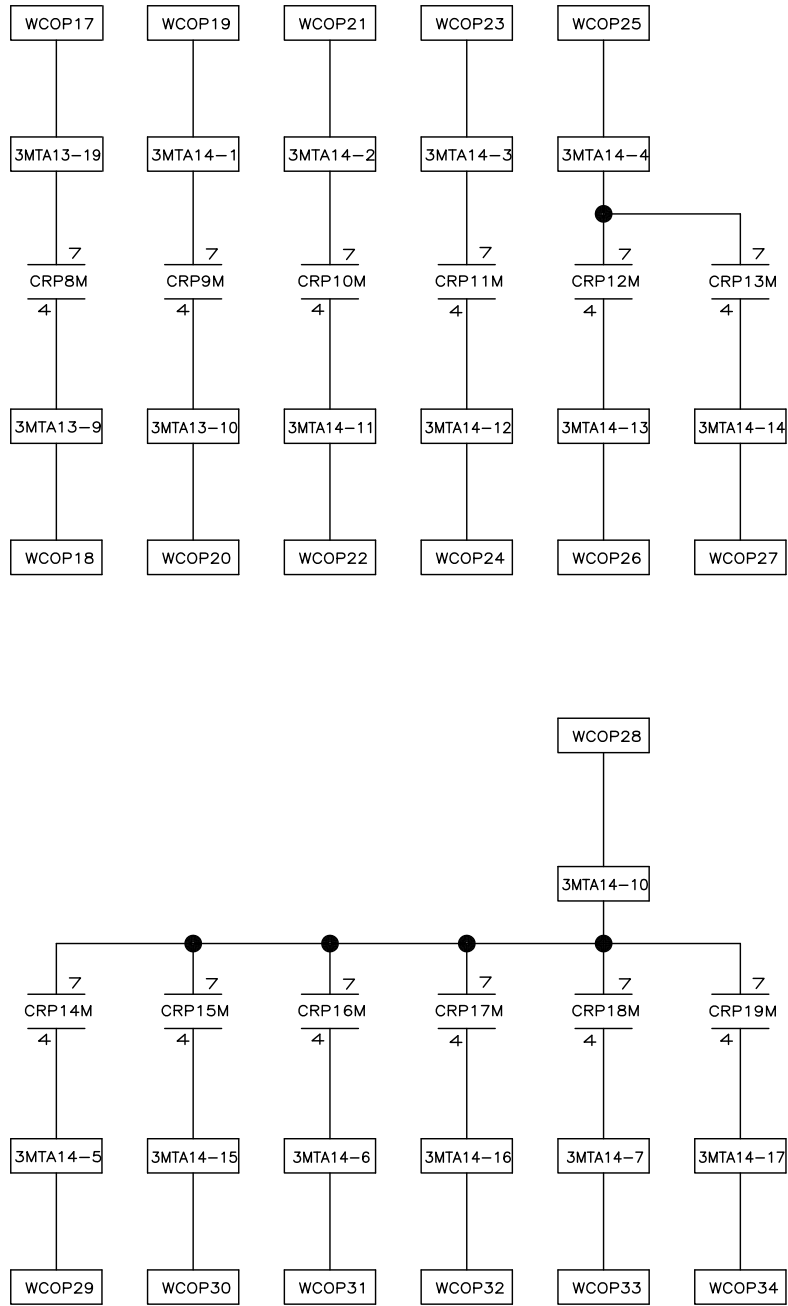 WCOP17 WCOP19 WCOP21 WCOP23 WCOP25
3MTA13-19 3MTA14-1 3MTA14-2 3MTA14-3 3MTA14-4
7 7 7 7 7 7
CRP8M CRP9M CRP10M CRP11M CRP12M CRP13M
4 4 4 4 4 4
3MTA13-9 3MTA13-10 3MTA14-11 3MTA14-12 3MTA14-13 3MTA14-14
WCOP18 WCOP20 WCOP22 WCOP24 WCOP26 WCOP27
WCOP28
3MTA14-10
7 7 7 7 7 7
CRP14M CRP15M CRP16M CRP17M CRP18M CRP19M
4 4 4 4 4 4
3MTA14-5 3MTA14-15 3MTA14-6 3MTA14-16 3MTA14-7 3MTA14-17
WCOP29 WCOP30 WCOP31 WCOP32 WCOP33 WCOP34